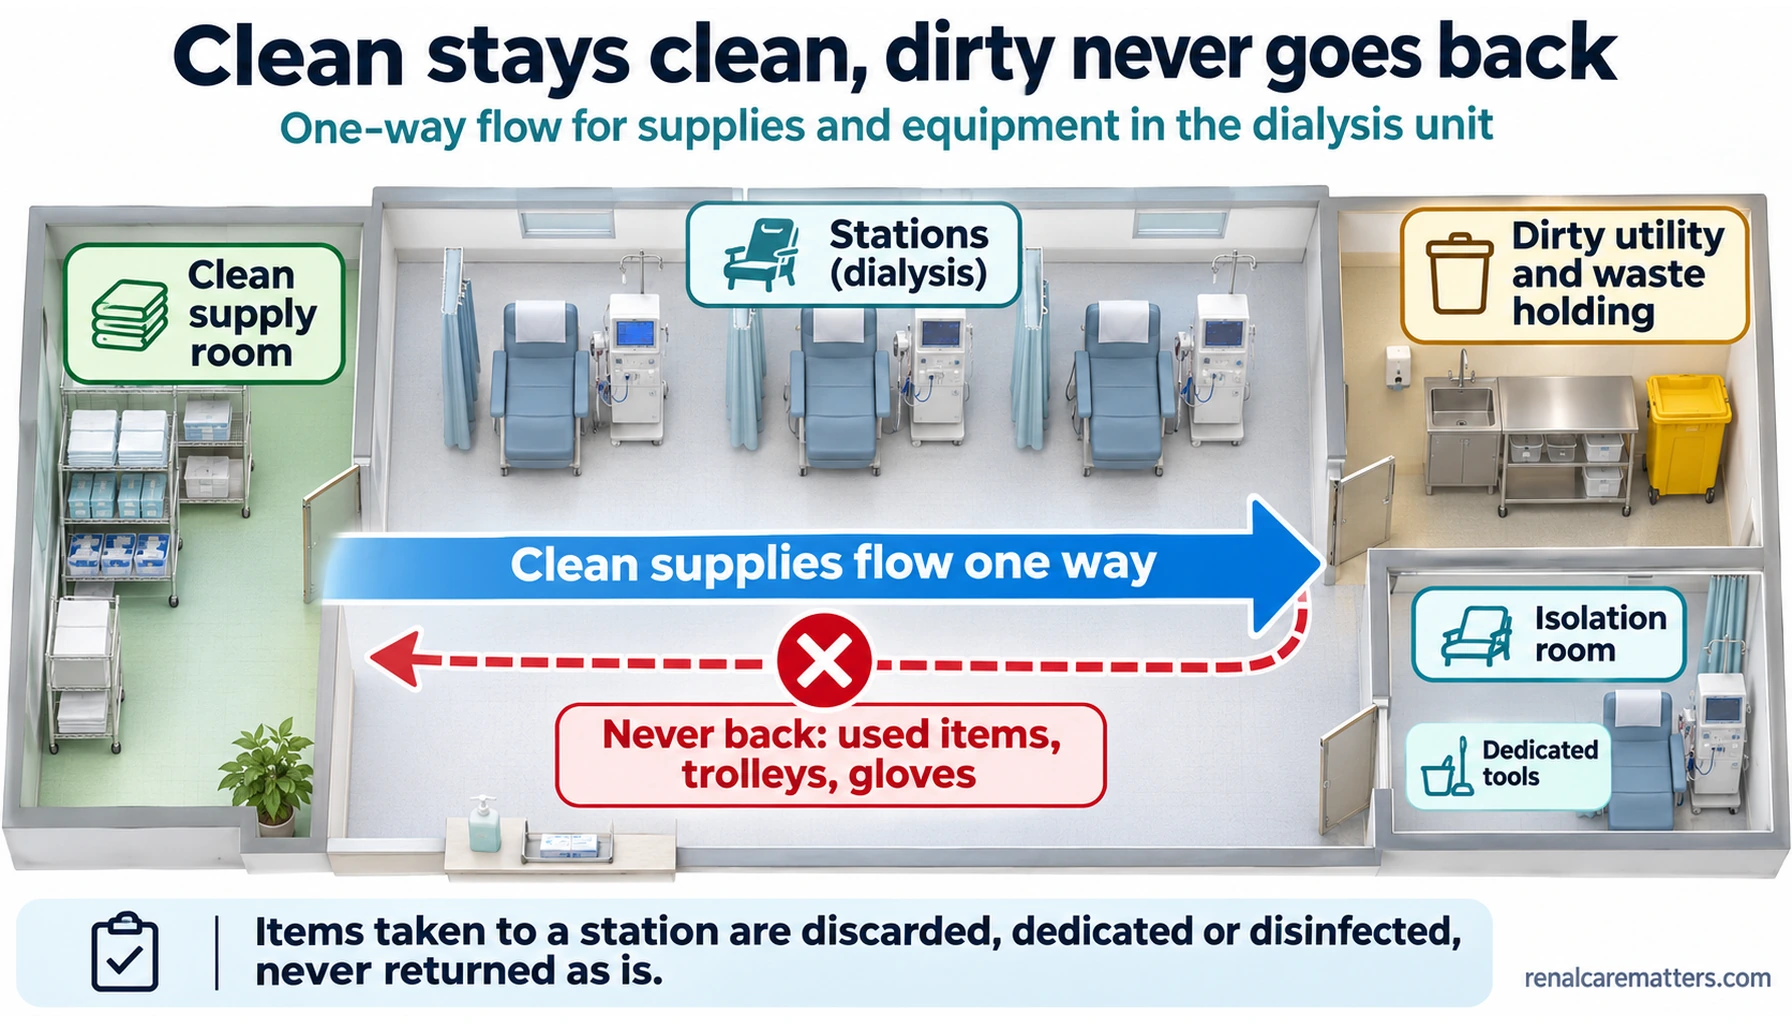 Clean stays clean, dirty never goes back
One-way flow for supplies and equipment in the dialysis unit
Clean
supply
room
Stations
(dialysis)
Dirty utility
and waste
holding
Clean supplies flow one way
Never back: used items,
trolleys, gloves
Isolation
room
Dedicated
tools
Items taken to a station are discarded, dedicated or disinfected,
never returned as is.
renalcarematters.com